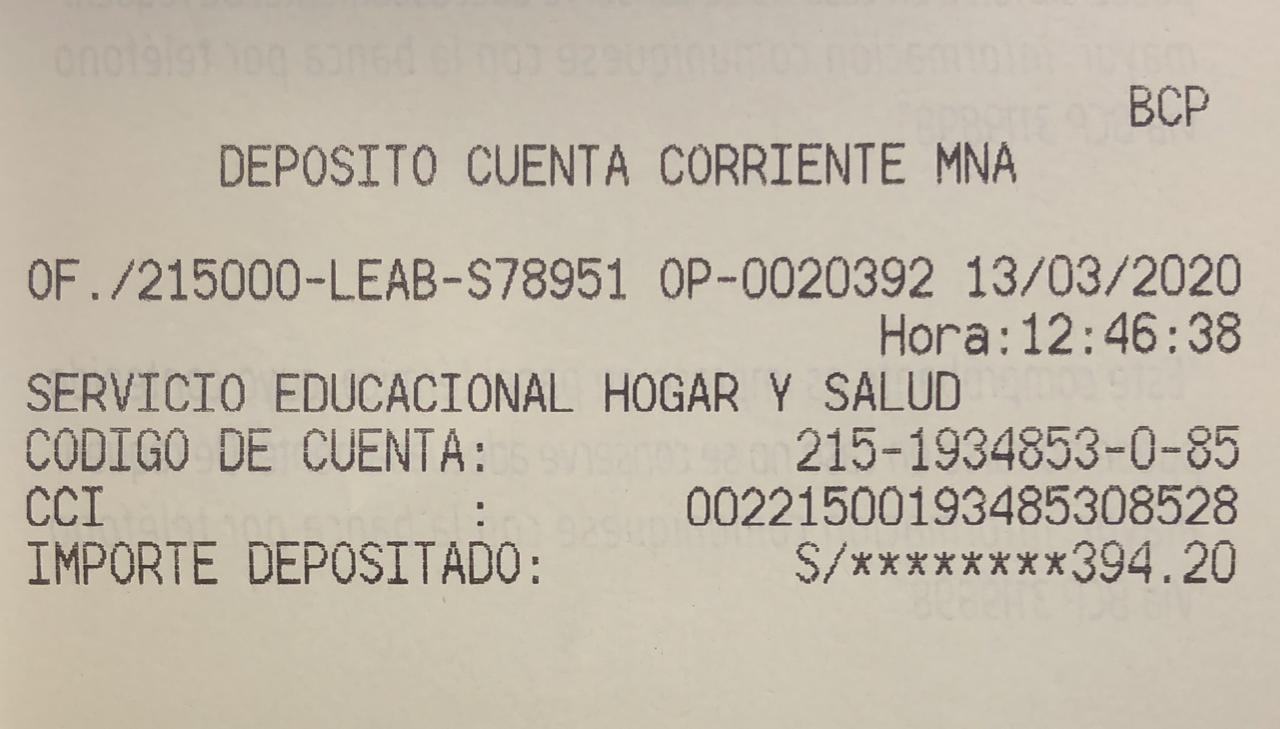 BCP
DEPOSITO CUENTA CORRIENTE MNA
OF./215000-LEAB-S78951 OP-0020392 13/03/2020
Hora:12:46:38
SERVICIO EDUCACIONAL HOGAR Y SALUD
CODIGO DE CUENTA: 215-1934853-0-85
CCI : 00221500193485308528
IMPORTE DEPOSITADO: S/********394.20